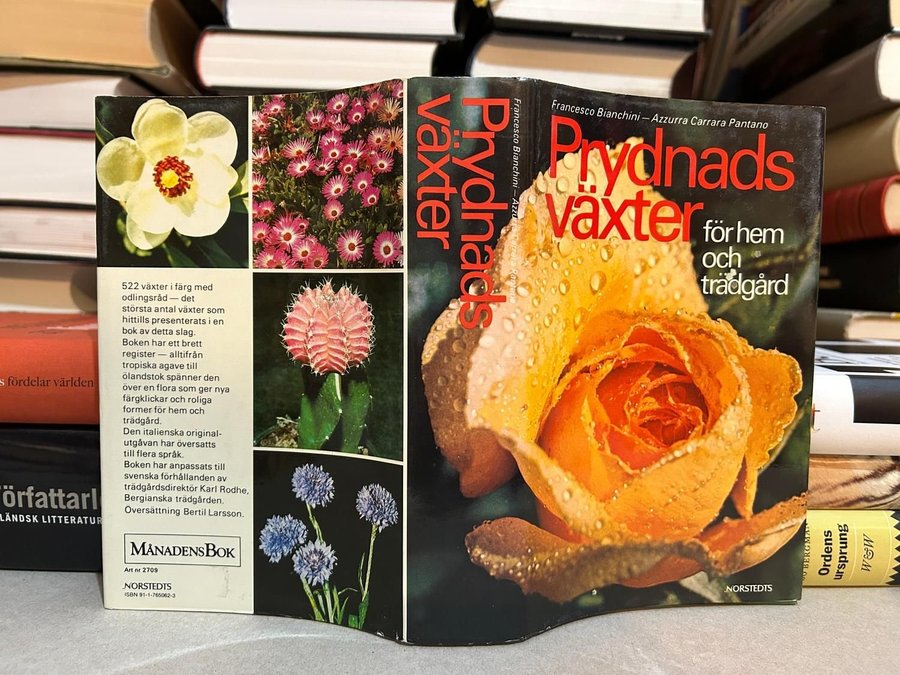 Francesco Bianchini – Azzurra Carrara Pantano
Prydnads
växter
för hem
och
trädgård
NORSTEDTS
Prydnads
växter
Francesco Bianchini –
522 växter i färg med
odlingsråd — det
största antal växter som
hittills presenterats i en
bok av detta slag.
Boken har ett brett
register — alltifrån
tropiska agave till
ölandstok spänner den
över en flora som ger nya
färgklickar och roliga
former för hem och
trädgård.
Den italienska original-
utgåvan har översatts
till flera språk.
Boken har anpassats till
svenska förhållanden av
trädgårdsdirektör Karl Rodhe,
Bergianska trädgården.
Översättning Bertil Larsson.
MÅNADENSBOK
Art nr 2709
NORSTEDTS
ISBN 91-1-765062-3
fördelar världen
LÄNDSK LITTERATUR
BERGMAN
Ordens
ursprung
W&W